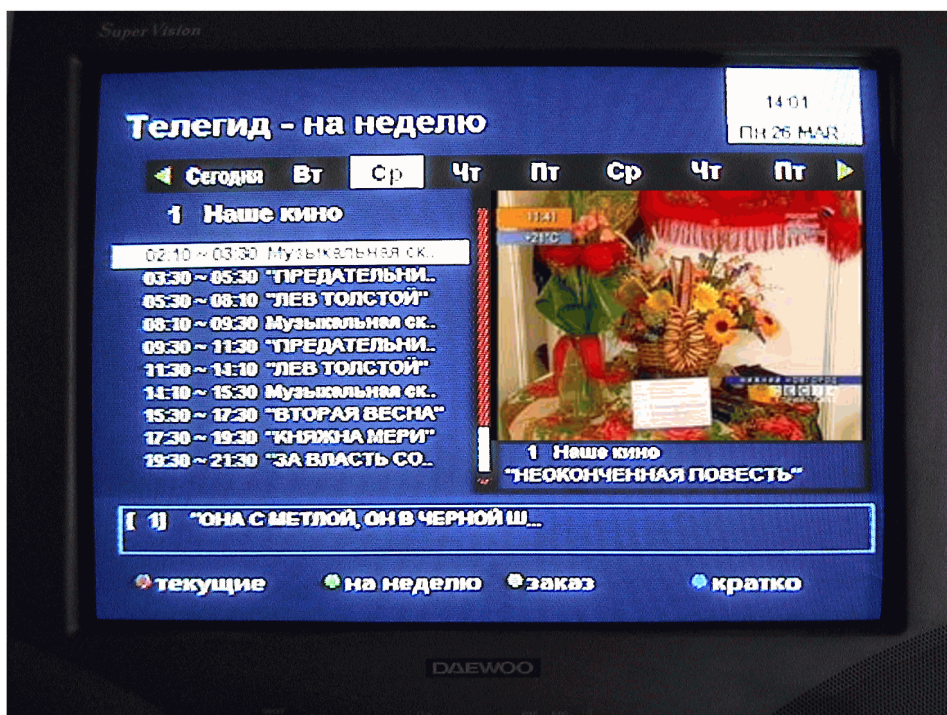 Super Vision
14:01
Пн 26 MAR
Телегид - на неделю
Сегодня Вт Ср Чт Пт Ср Чт Пт
1 Наше кино
02:10 ~ 03:30 Музыкальная ск..
03:30 ~ 05:30 "ПРЕДАТЕЛЬНИ..
05:30 ~ 08:10 "ЛЕВ ТОЛСТОЙ"
08:10 ~ 09:30 Музыкальная ск..
09:30 ~ 11:30 "ПРЕДАТЕЛЬНИ..
11:30 ~ 14:10 "ЛЕВ ТОЛСТОЙ"
14:10 ~ 15:30 Музыкальная ск..
15:30 ~ 17:30 "ВТОРАЯ ВЕСНА"
17:30 ~ 19:30 "КНЯЖНА МЕРИ"
19:30 ~ 21:30 "ЗА ВЛАСТЬ СО..
11:41
+21°C
РОССИЯ
нижний новгород
1 Наше кино
"НЕОКОНЧЕННАЯ ПОВЕСТЬ"
[ 1] "ОНА С МЕТЛОЙ, ОН В ЧЕРНОЙ Ш...
текущие на неделю заказ кратко
DAEWOO